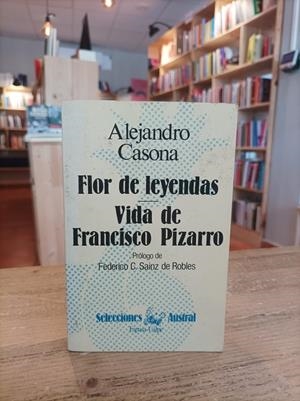 Alejandro
Casona
Flor de leyendas
Vida de
Francisco Pizarro
Prólogo de
Federico C. Sainz de Robles
Selecciones Austral
Espasa-Calpe